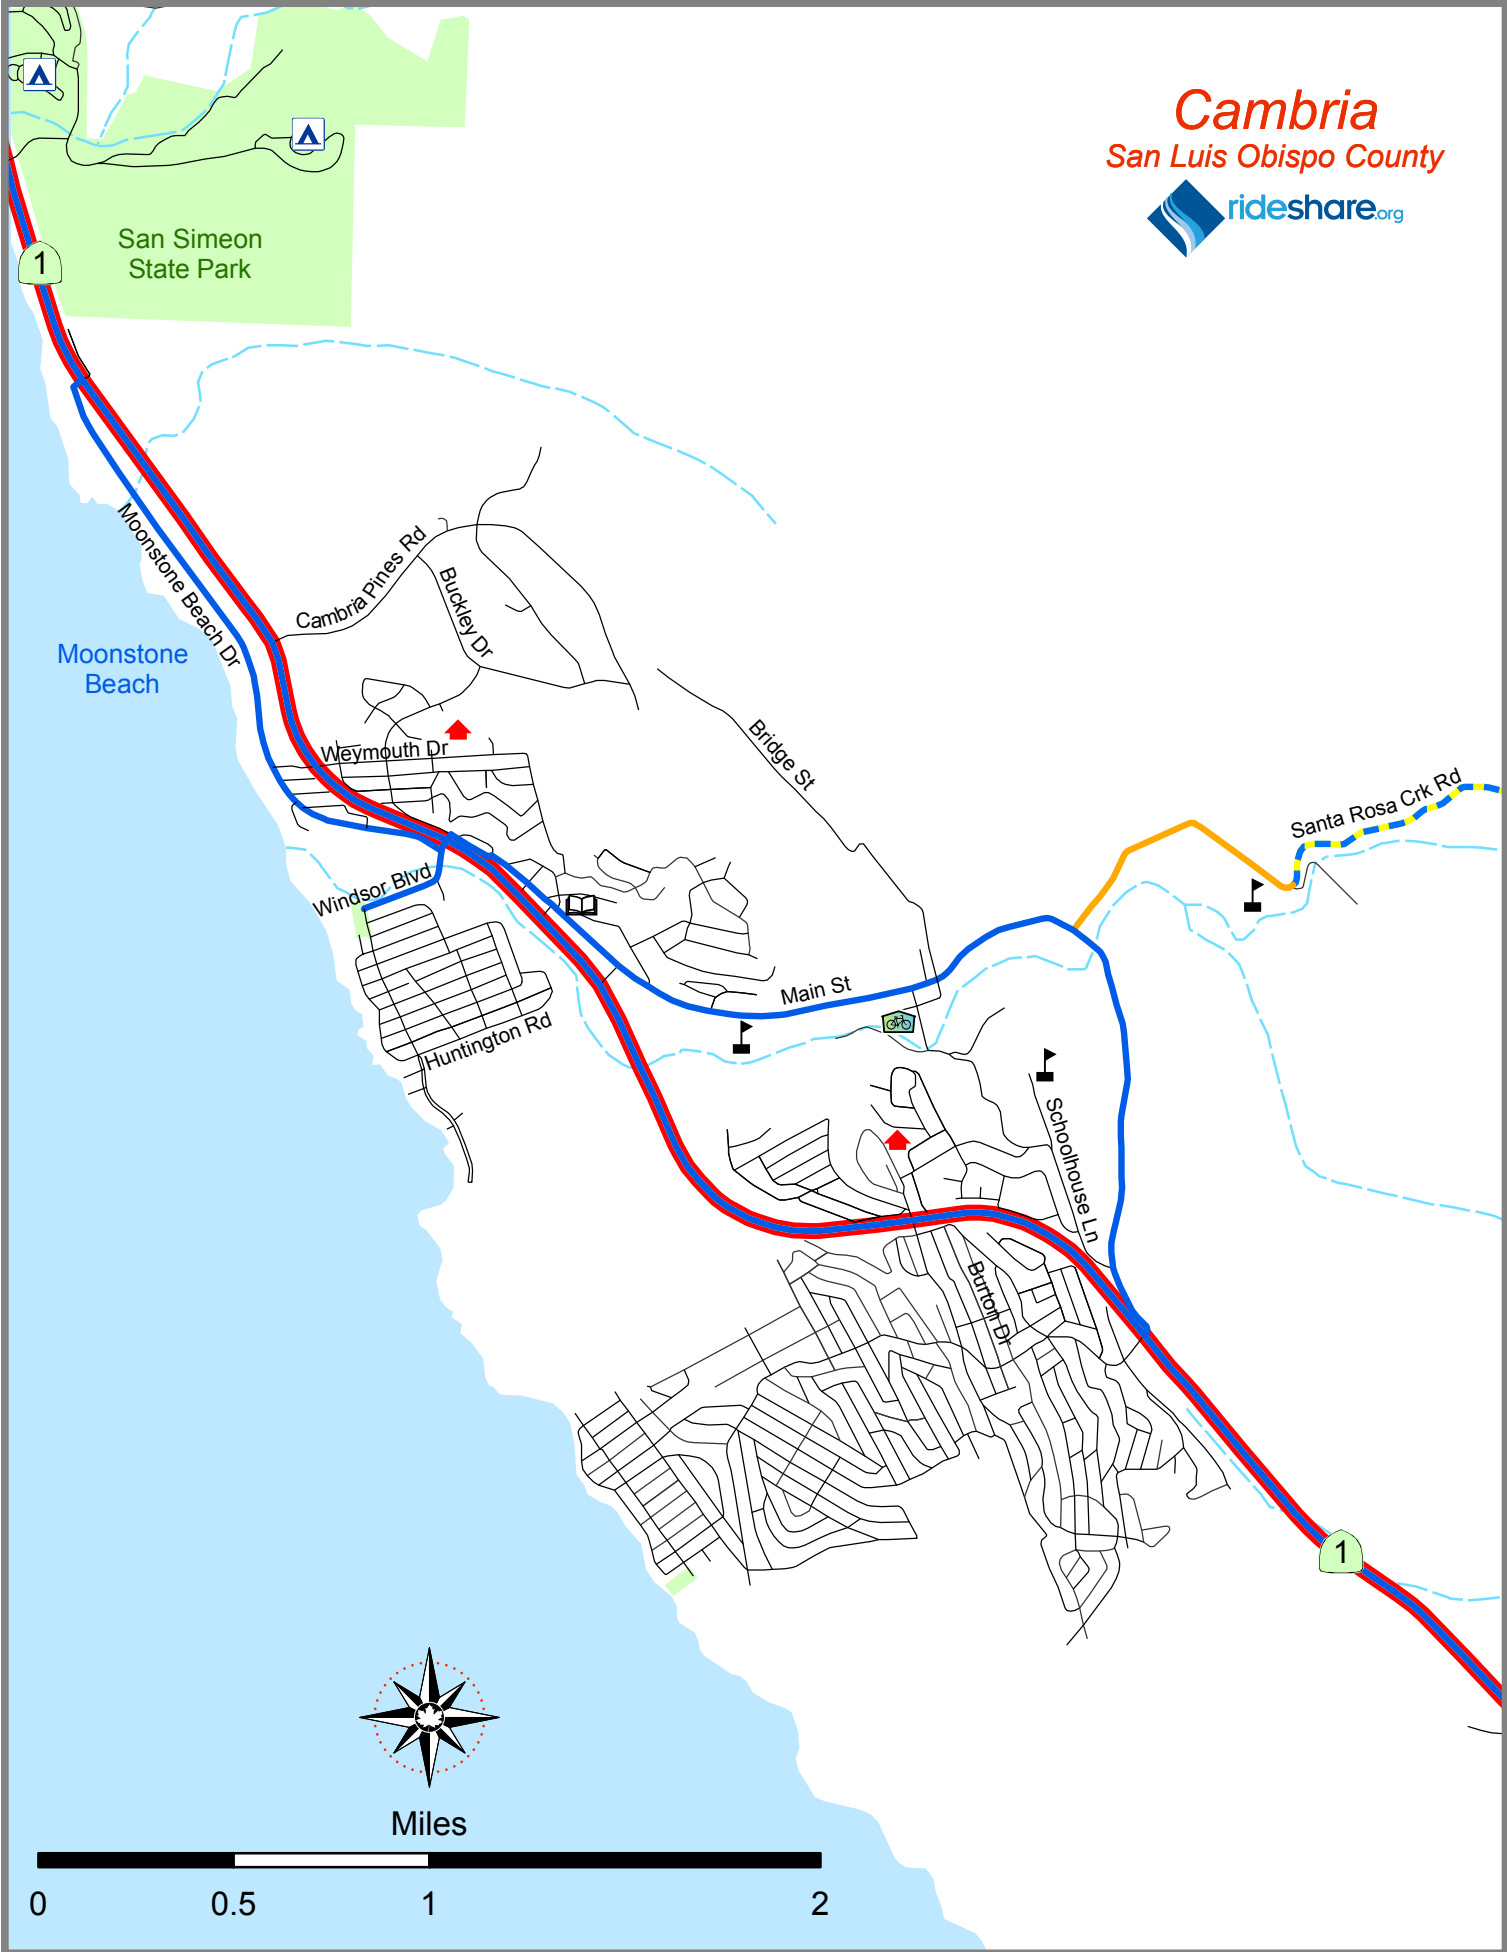 Cambria
San Luis Obispo County
rideshare.org
San Simeon
State Park
1
Moonstone Beach Dr
Cambria Pines Rd
Buckley Dr
Moonstone
Beach
Bridge St
Weymouth Dr
Santa Rosa Crk Rd
Windsor Blvd
Main St
Huntington Rd
Schoolhouse Ln
Burton Dr
1
Miles
0 0.5 1 2